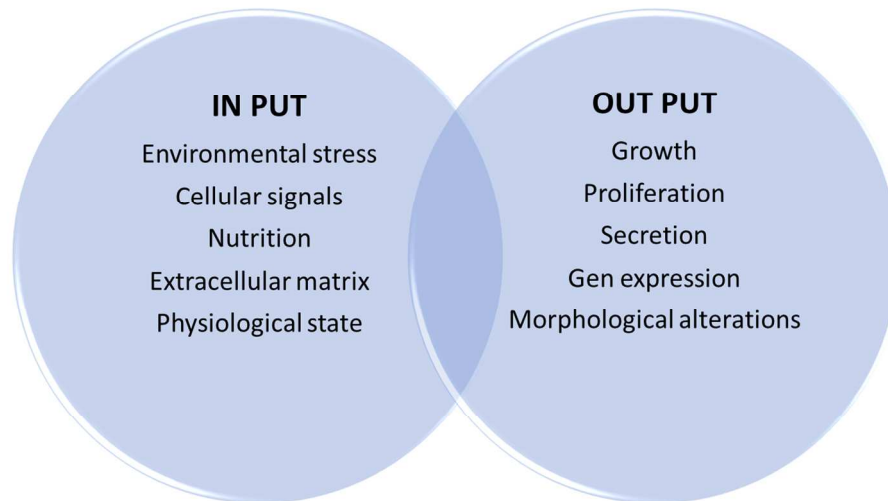 IN PUT
Environmental stress
Cellular signals
Nutrition
Extracellular matrix
Physiological state
OUT PUT
Growth
Proliferation
Secretion
Gen expression
Morphological alterations